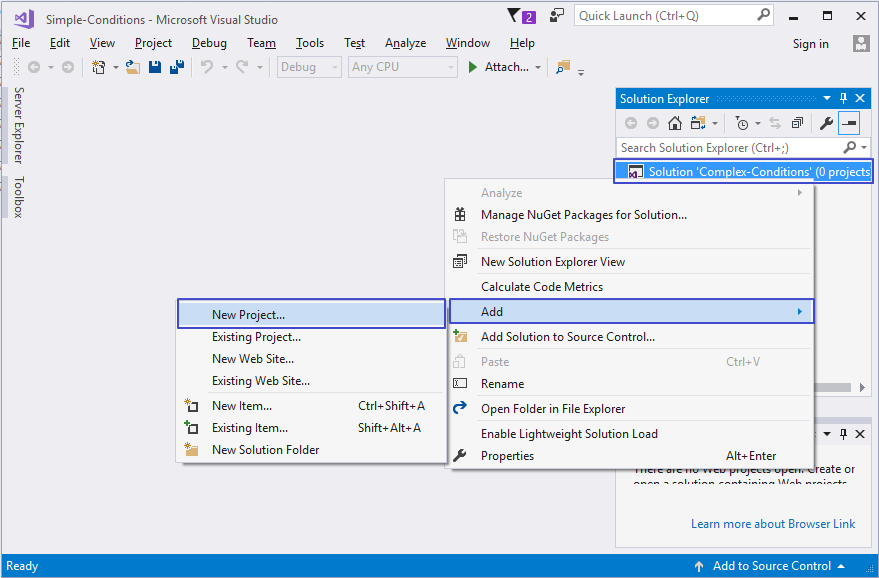 Simple-Conditions - Microsoft Visual Studio
2
Quick Launch (Ctrl+Q)
File Edit View Project Debug Team Tools Test Analyze Window Help
Sign in
Debug Any CPU Attach...
Server Explorer
Toolbox
Solution Explorer
Search Solution Explorer (Ctrl+;)
Solution 'Complex-Conditions' (0 projects
Analyze
Manage NuGet Packages for Solution...
Restore NuGet Packages
New Solution Explorer View
Calculate Code Metrics
Add
Add Solution to Source Control...
Paste Ctrl+V
Rename
Open Folder in File Explorer
Enable Lightweight Solution Load
Properties Alt+Enter
New Project...
Existing Project...
New Web Site...
Existing Web Site...
New Item... Ctrl+Shift+A
Existing Item... Shift+Alt+A
New Solution Folder
There are no Web projects open. Create or
open a solution containing Web projects
Learn more about Browser Link
Ready
Add to Source Control